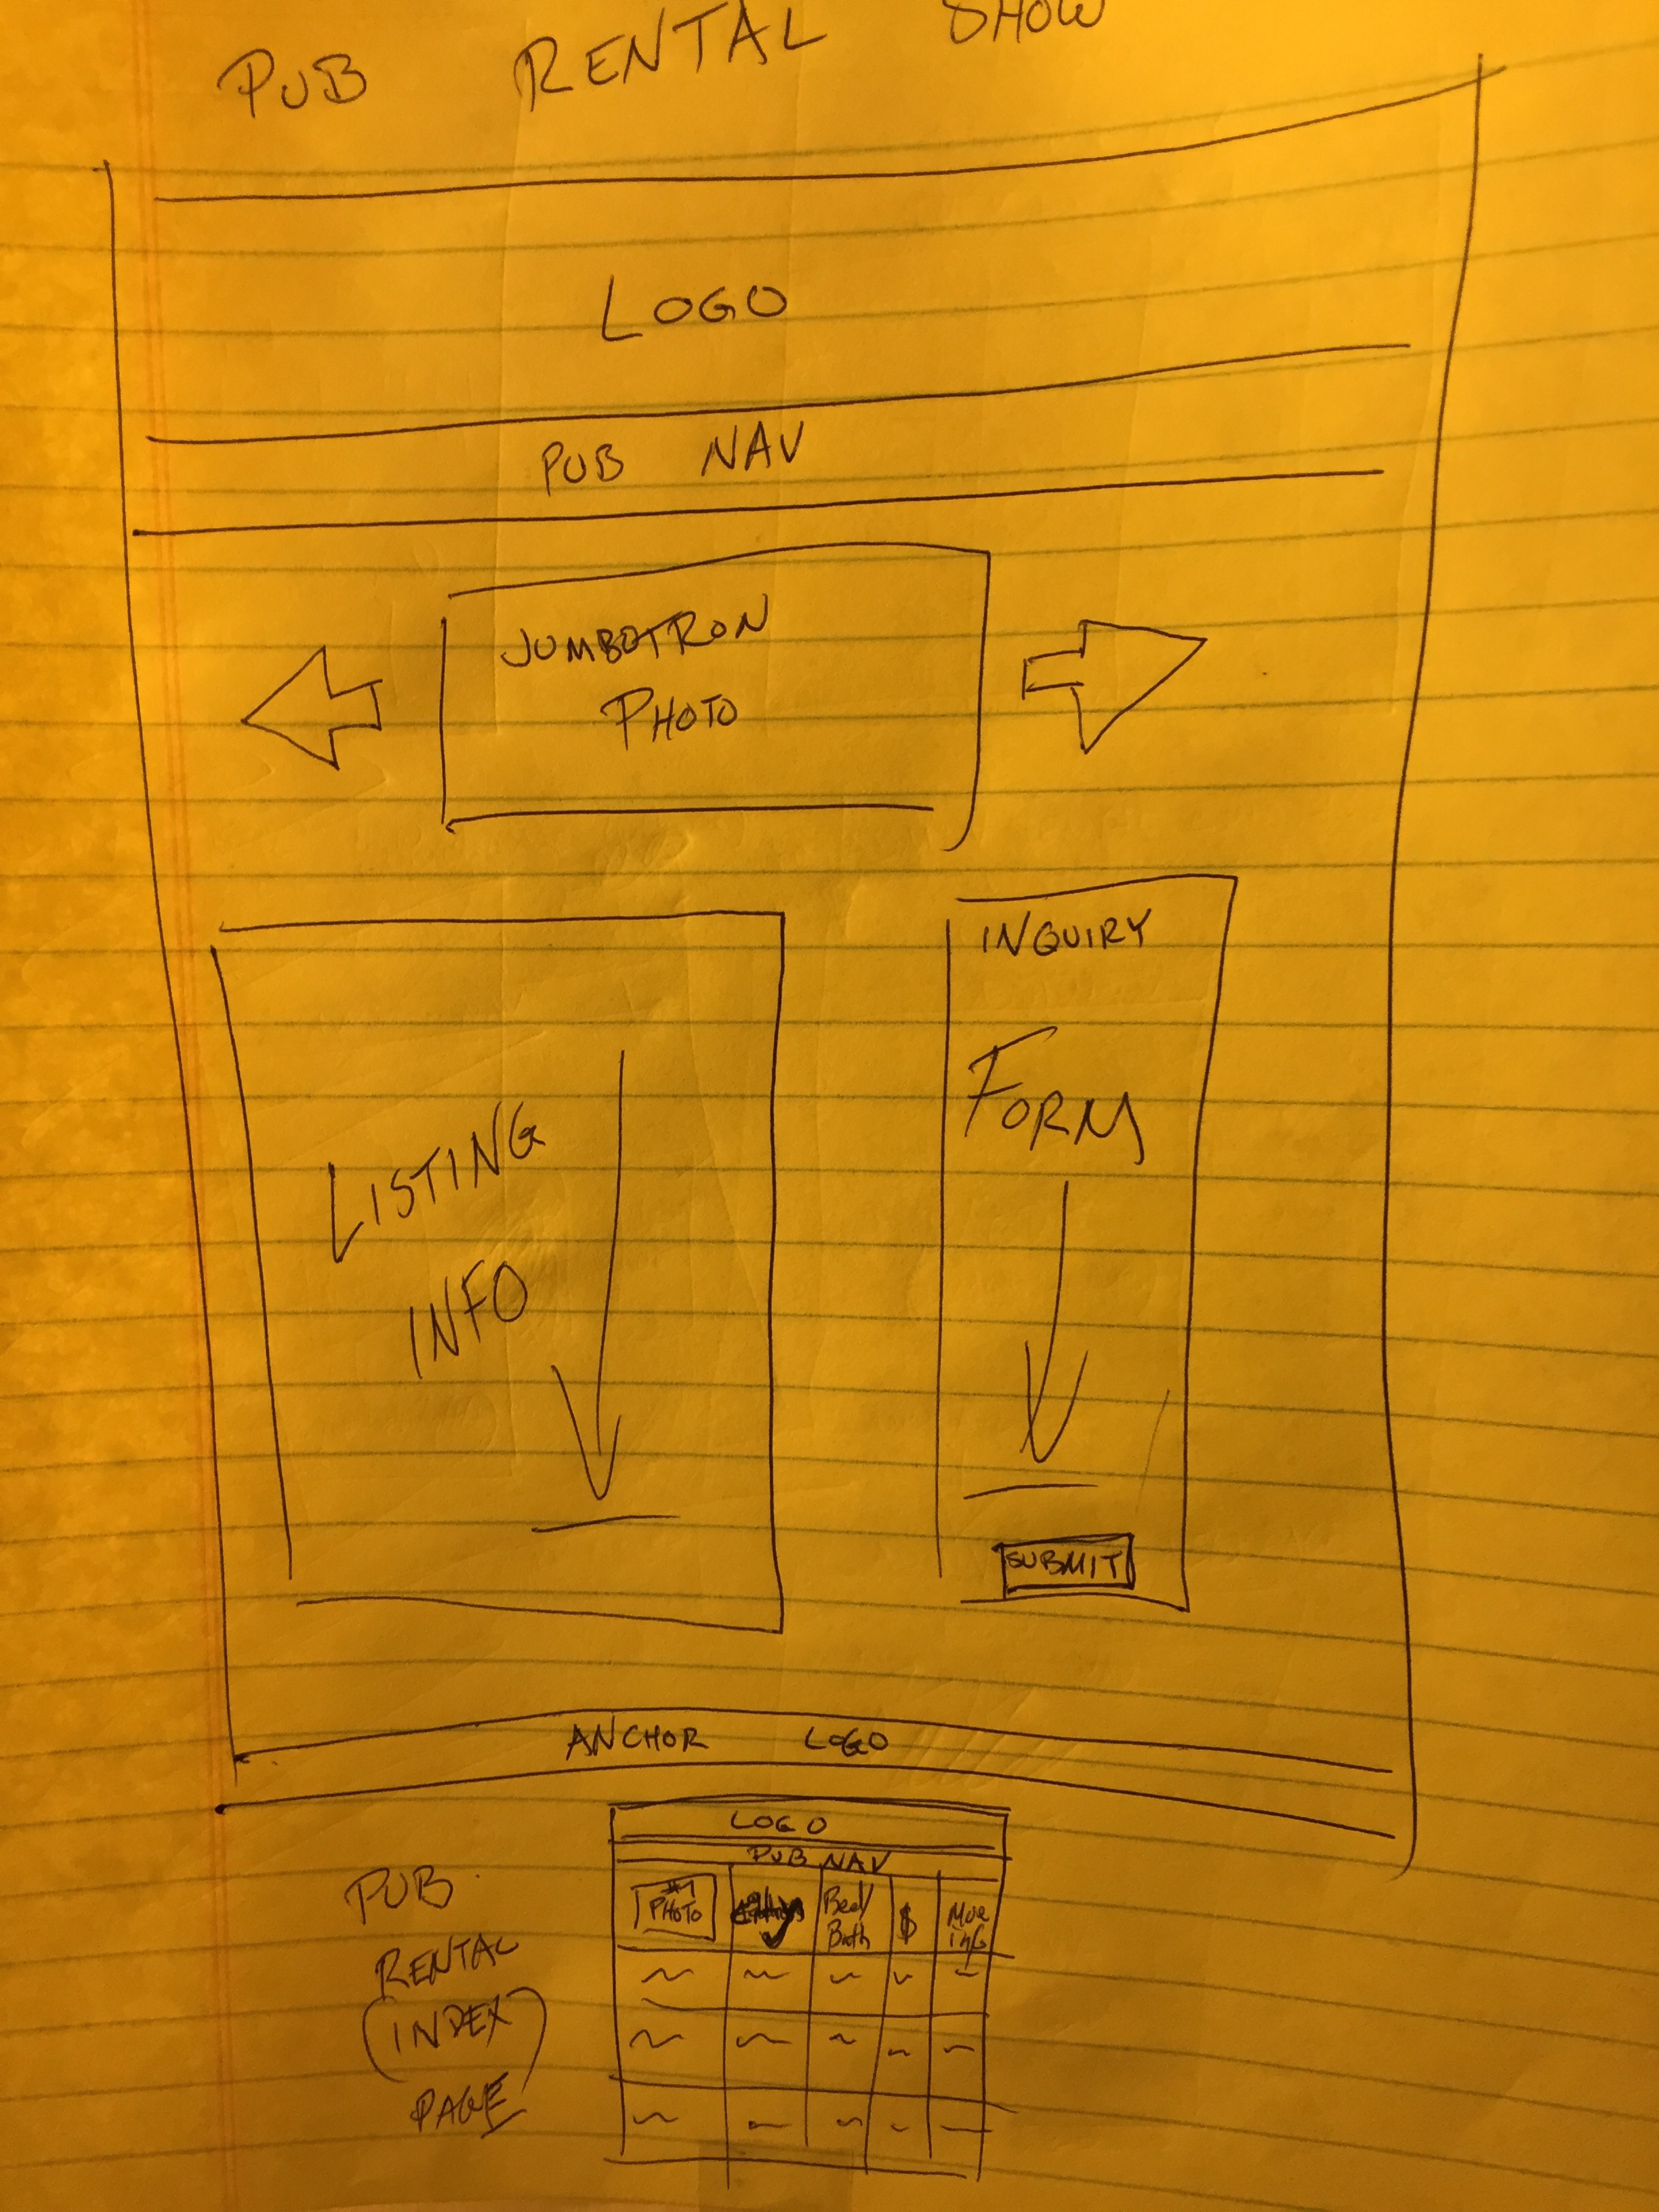 PUB RENTAL SHOW
LOGO
PUB NAV
JUMBOTRON
PHOTO
LISTING
INFO
INQUIRY
FORM
SUBMIT
ANCHOR LOGO
PUB
RENTAL
(INDEX)
PAGE
LOGO
PUB NAV
#1
PHOTO
Bed/
Bath
$
More
info